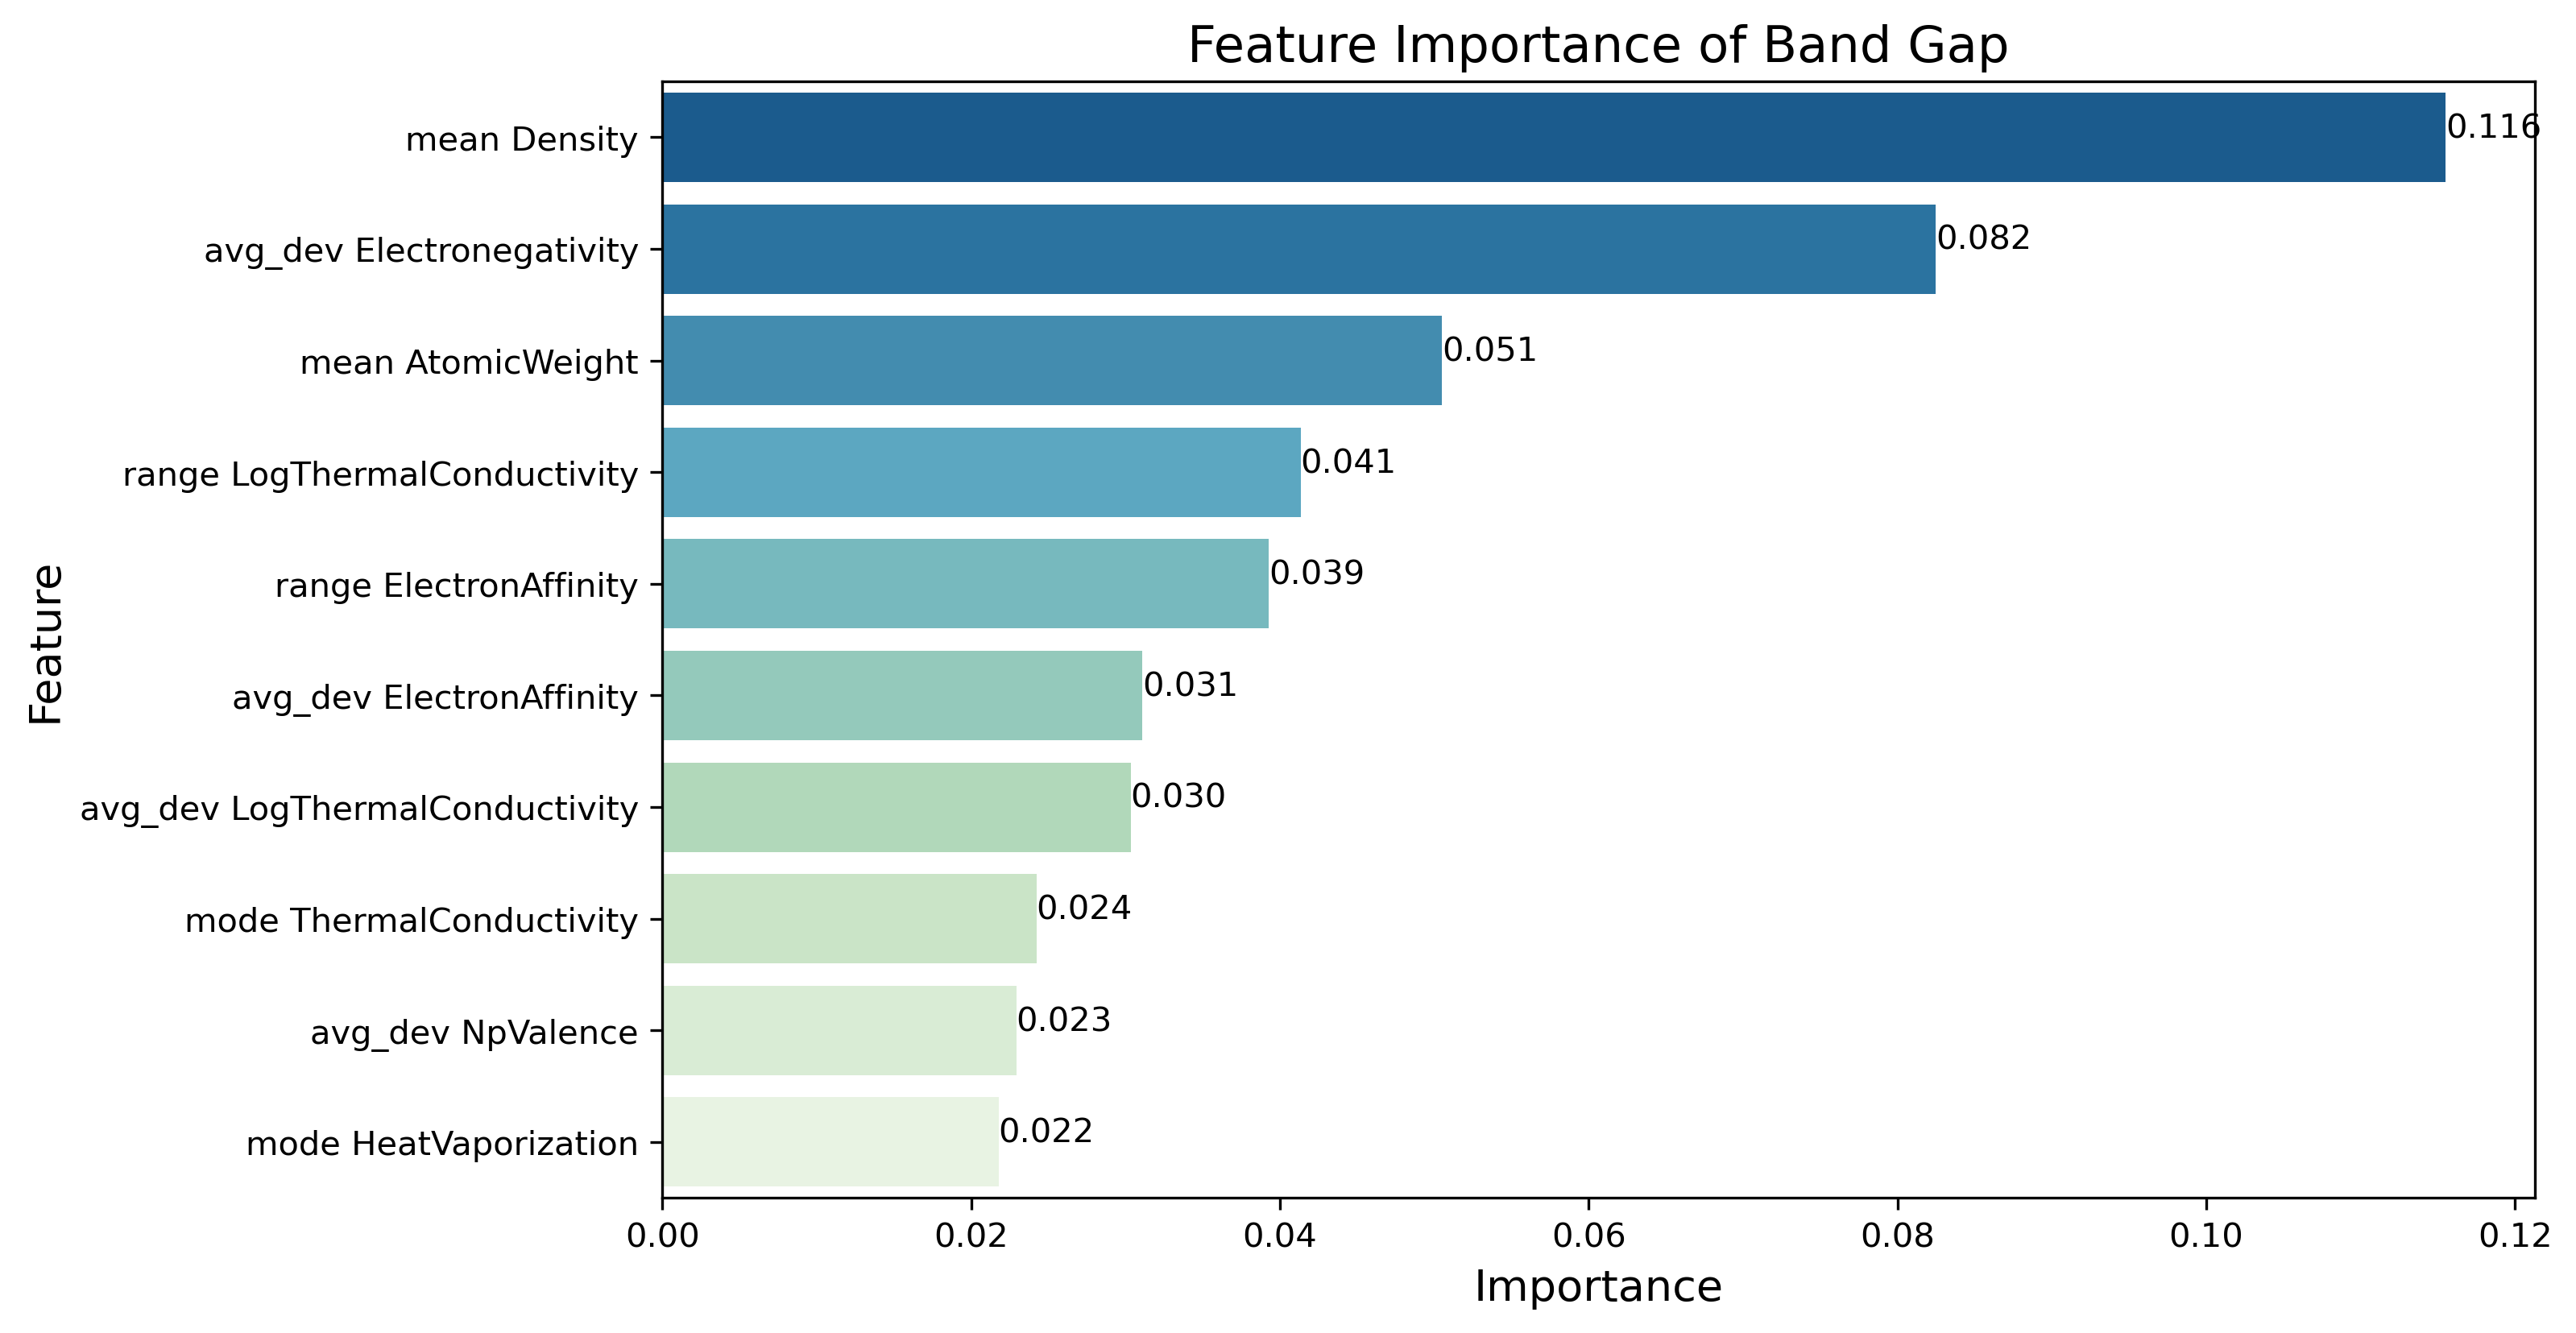 Feature Importance of Band Gap
Feature
mean Density
0.116
avg_dev Electronegativity
0.082
mean AtomicWeight
0.051
range LogThermalConductivity
0.041
range ElectronAffinity
0.039
avg_dev ElectronAffinity
0.031
avg_dev LogThermalConductivity
0.030
mode ThermalConductivity
0.024
avg_dev NpValence
0.023
mode HeatVaporization
0.022
0.00 0.02 0.04 0.06 0.08 0.10 0.12
Importance